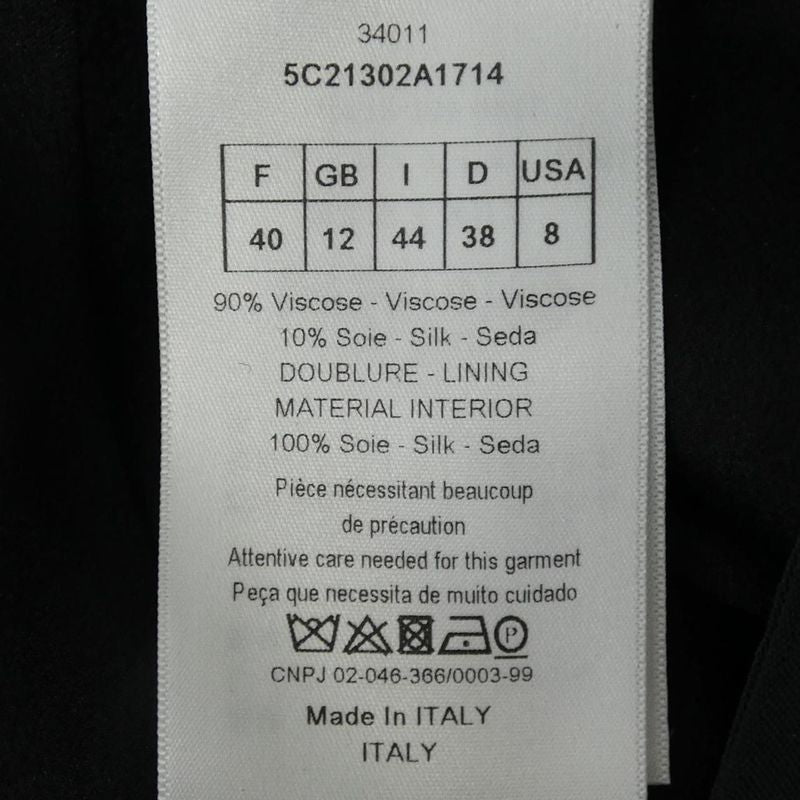 34011
5C21302A1714
F GB I D USA
40 12 44 38 8
90% Viscose - Viscose - Viscose
10% Soie - Silk - Seda
DOUBLURE - LINING
MATERIAL INTERIOR
100% Soie - Silk - Seda
Pièce nécessitant beaucoup
de précaution
Attentive care needed for this garment
Peça que necessita de muito cuidado
P
CNPJ 02-046-366/0003-99
Made In ITALY
ITALY